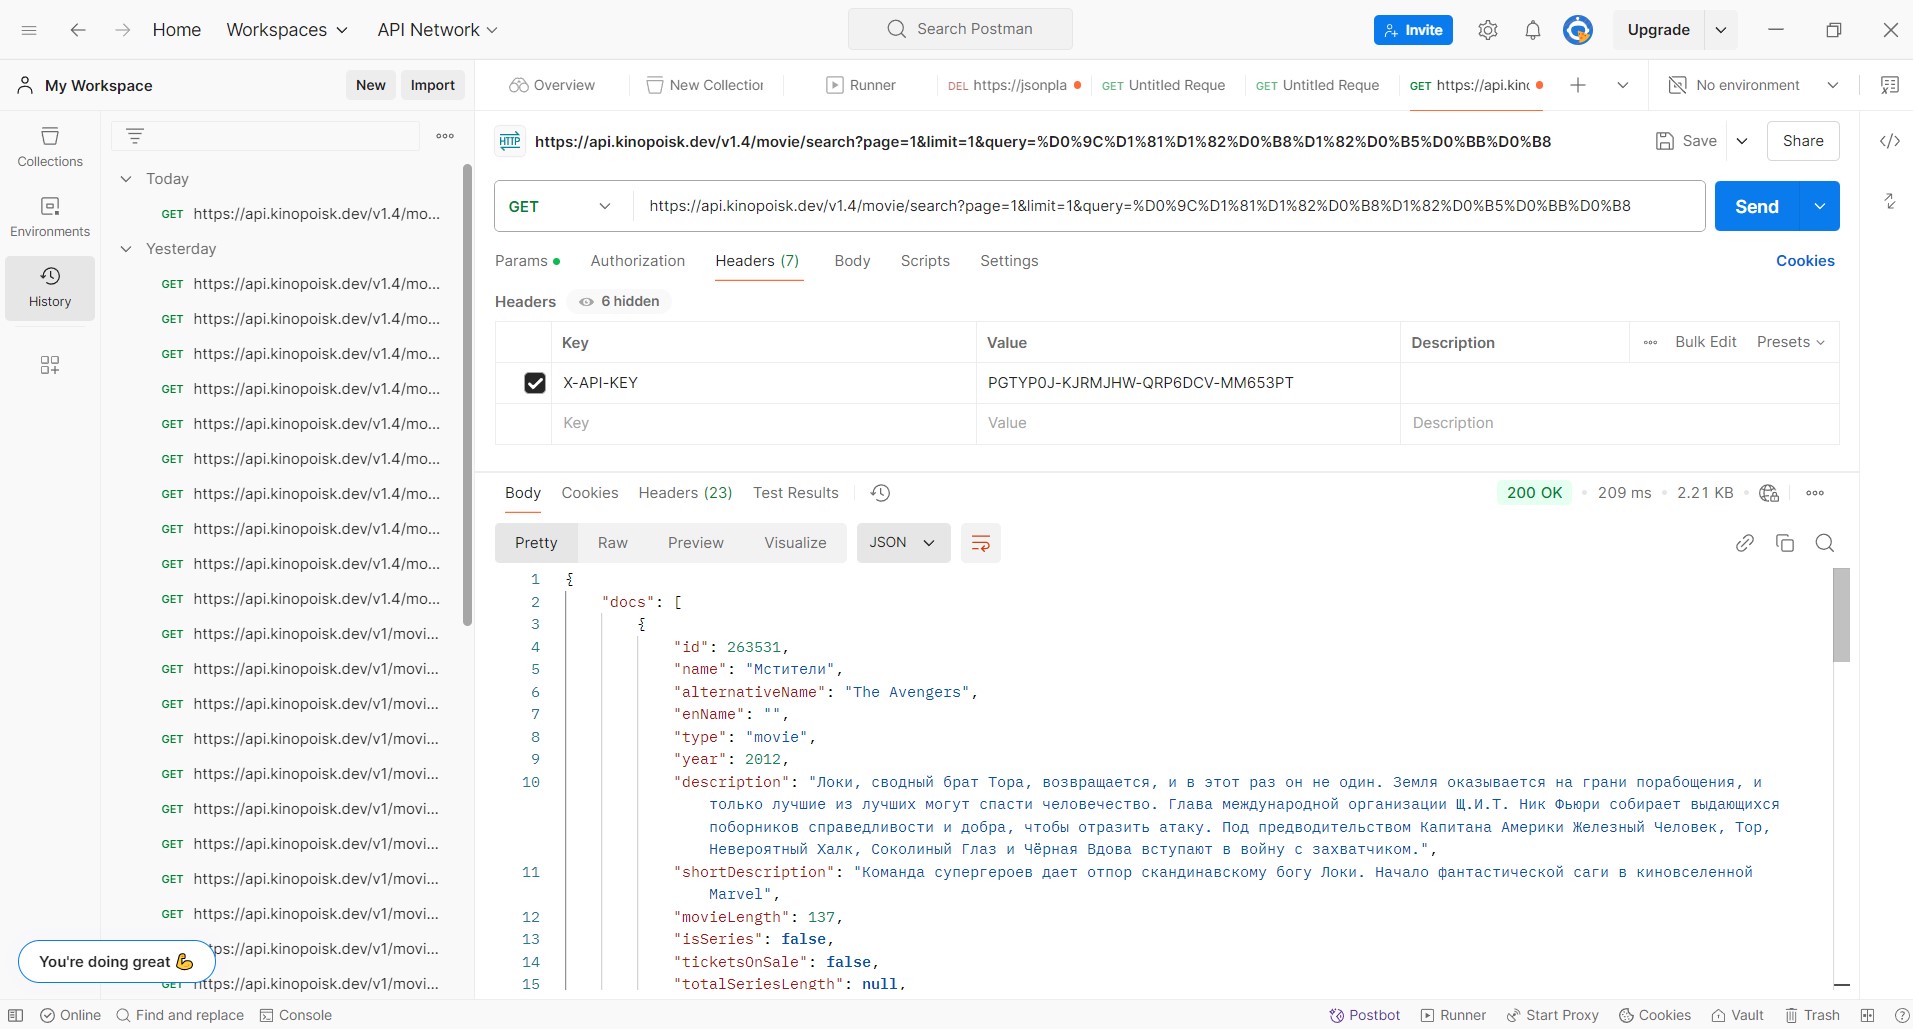 Home Workspaces API Network Search Postman Invite Upgrade
My Workspace New Import Overview New Collection Runner DEL https://jsonpla GET Untitled Reque GET Untitled Reque GET https://api.kinc No environment
Collections
Environments
History
Today
GET https://api.kinopoisk.dev/v1.4/mo...
Yesterday
GET https://api.kinopoisk.dev/v1.4/mo...
GET https://api.kinopoisk.dev/v1.4/mo...
GET https://api.kinopoisk.dev/v1.4/mo...
GET https://api.kinopoisk.dev/v1.4/mo...
GET https://api.kinopoisk.dev/v1.4/mo...
GET https://api.kinopoisk.dev/v1.4/mo...
GET https://api.kinopoisk.dev/v1.4/mo...
GET https://api.kinopoisk.dev/v1.4/mo...
GET https://api.kinopoisk.dev/v1.4/mo...
GET https://api.kinopoisk.dev/v1.4/mo...
GET https://api.kinopoisk.dev/v1/movi...
GET https://api.kinopoisk.dev/v1/movi...
GET https://api.kinopoisk.dev/v1/movi...
GET https://api.kinopoisk.dev/v1/movi...
GET https://api.kinopoisk.dev/v1/movi...
GET https://api.kinopoisk.dev/v1/movi...
GET https://api.kinopoisk.dev/v1/movi...
GET https://api.kinopoisk.dev/v1/movi...
GET https://api.kinopoisk.dev/v1/movi...
tps://api.kinopoisk.dev/v1/movi...
GET https://api.kinopoisk.dev/v1/movi...
You're doing great 💪
HTTP https://api.kinopoisk.dev/v1.4/movie/search?page=1&limit=1&query=%D0%9C%D1%81%D1%82%D0%B8%D1%82%D0%B5%D0%BB%D0%B8 Save Share
GET https://api.kinopoisk.dev/v1.4/movie/search?page=1&limit=1&query=%D0%9C%D1%81%D1%82%D0%B8%D1%82%D0%B5%D0%BB%D0%B8 Send
Params Authorization Headers (7) Body Scripts Settings Cookies
Headers 6 hidden
Key Value Description Bulk Edit Presets
X-API-KEY PGTYP0J-KJRMJHW-QRP6DCV-MM653PT
Key Value Description
Body Cookies Headers (23) Test Results 200 OK 209 ms 2.21 KB
Pretty Raw Preview Visualize JSON
1 {
2 "docs": [
3 {
4 "id": 263531,
5 "name": "Мстители",
6 "alternativeName": "The Avengers",
7 "enName": "",
8 "type": "movie",
9 "year": 2012,
10 "description": "Локи, сводный брат Тора, возвращается, и в этот раз он не один. Земля оказывается на грани порабощения, и
только лучшие из лучших могут спасти человечество. Глава международной организации Щ.И.Т. Ник Фьюри собирает выдающихся
поборников справедливости и добра, чтобы отразить атаку. Под предводительством Капитана Америки Железный Человек, Тор,
Невероятный Халк, Соколиный Глаз и Чёрная Вдова вступают в войну с захватчиком.",
11 "shortDescription": "Команда супергероев дает отпор скандинавскому богу Локи. Начало фантастической саги в киновселенной
Marvel",
12 "movieLength": 137,
13 "isSeries": false,
14 "ticketsOnSale": false,
15 "totalSeriesLength": null,
Online Find and replace Console Postbot Runner Start Proxy Cookies Vault Trash